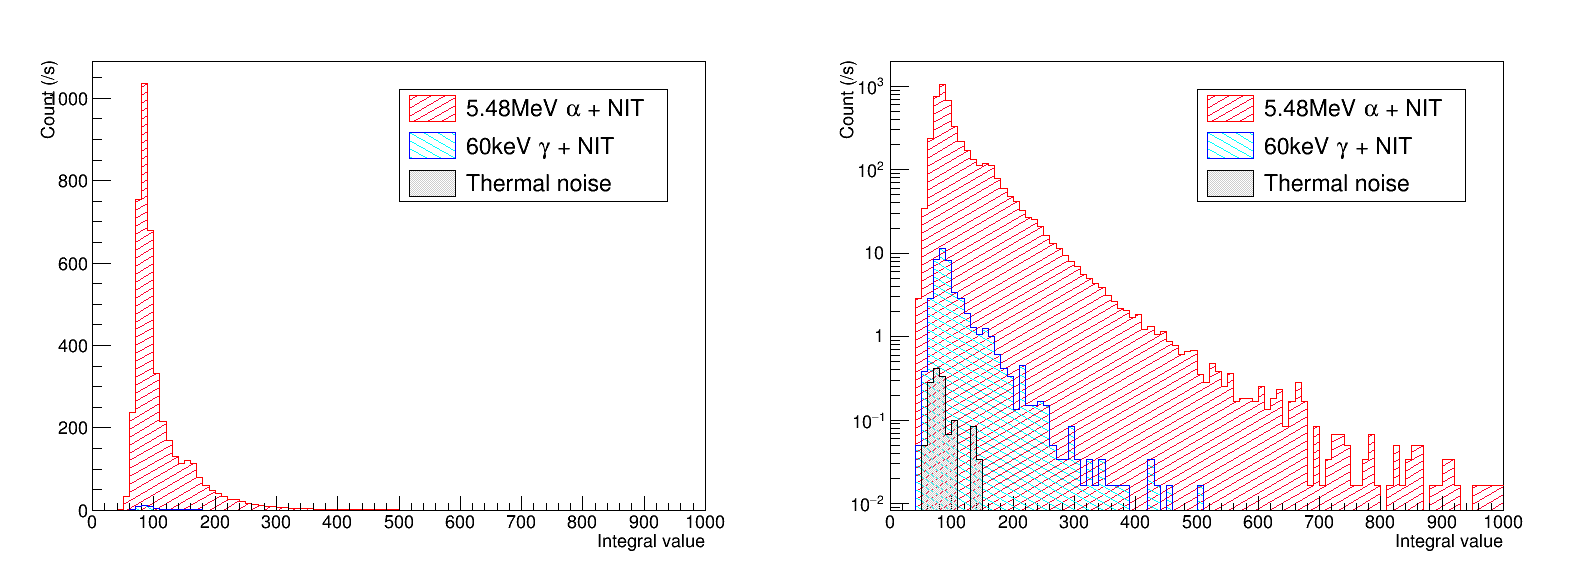 Count (/s)
1000
800
600
400
200
0
5.48MeV α + NIT
60keV γ + NIT
Thermal noise
0 100 200 300 400 500 600 700 800 900 1000
Integral value
Count (/s)
10³
10²
10
1
10⁻¹
10⁻²
5.48MeV α + NIT
60keV γ + NIT
Thermal noise
0 100 200 300 400 500 600 700 800 900 1000
Integral value